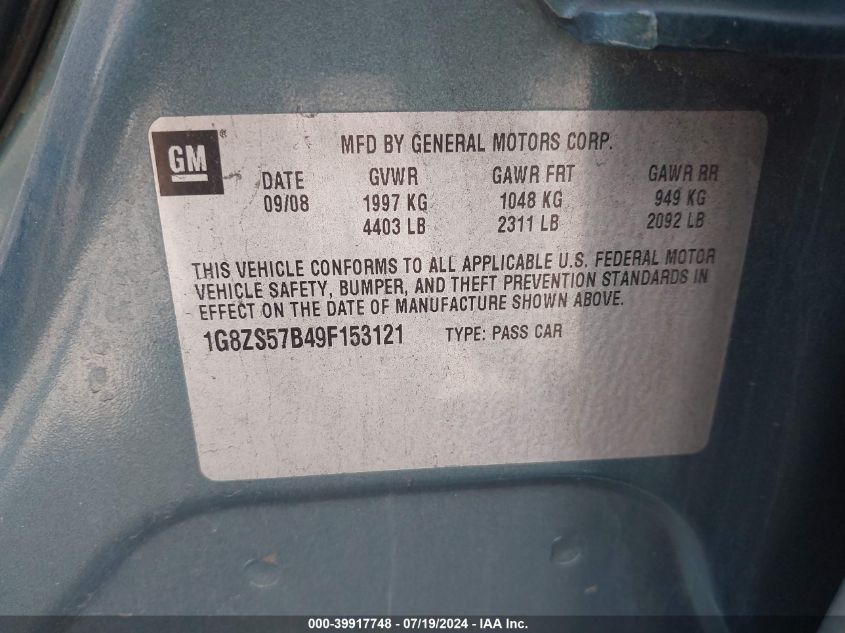 GM®
MFD BY GENERAL MOTORS CORP.
DATE GVWR GAWR FRT GAWR RR
09/08 1997 KG 1048 KG 949 KG
4403 LB 2311 LB 2092 LB
THIS VEHICLE CONFORMS TO ALL APPLICABLE U.S. FEDERAL MOTOR
VEHICLE SAFETY, BUMPER, AND THEFT PREVENTION STANDARDS IN
EFFECT ON THE DATE OF MANUFACTURE SHOWN ABOVE.
1G8ZS57B49F153121 TYPE: PASS CAR
000-39917748 - 07/19/2024 - IAA Inc.